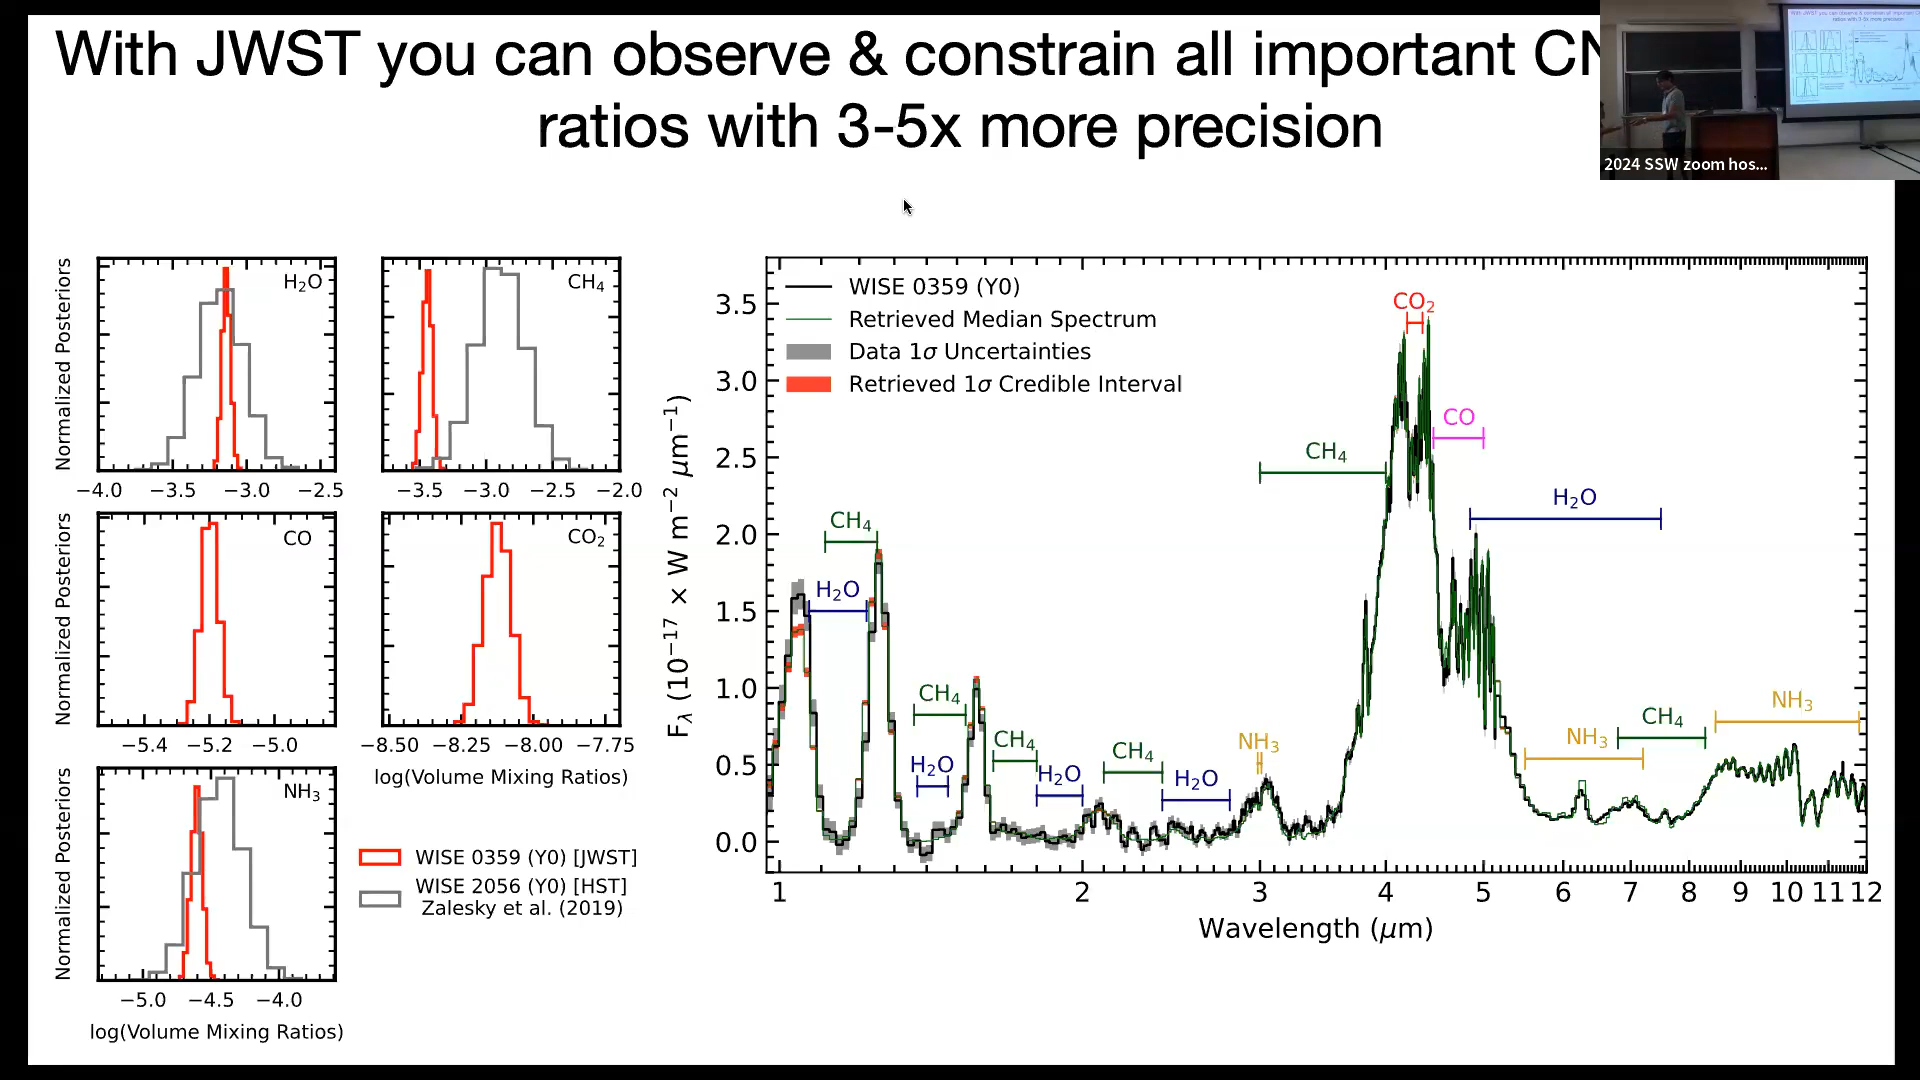 With JWST you can observe & constrain all important
ratios with 3-5x more precision
2024 SSW zoom hos...
Normalized Posteriors
H₂O
−4.0 −3.5 −3.0 −2.5
CH₄
−3.5 −3.0 −2.5 −2.0
Normalized Posteriors
CO
−5.4 −5.2 −5.0
CO₂
−8.50 −8.25 −8.00 −7.75
log(Volume Mixing Ratios)
Normalized Posteriors
NH₃
−5.0 −4.5 −4.0
log(Volume Mixing Ratios)
WISE 0359 (Y0) [JWST]
WISE 2056 (Y0) [HST]
Zalesky et al. (2019)
WISE 0359 (Y0)
Retrieved Median Spectrum
Data 1σ Uncertainties
Retrieved 1σ Credible Interval
F_λ (10⁻¹⁷ × W m⁻² μm⁻¹)
3.5
3.0
2.5
2.0
1.5
1.0
0.5
0.0
CO₂
CO
CH₄
H₂O
CH₄
H₂O
CH₄
H₂O
CH₄
H₂O
CH₄
H₂O
NH₃
NH₃
CH₄
NH₃
1 2 3 4 5 6 7 8 9 10 11 12
Wavelength (μm)